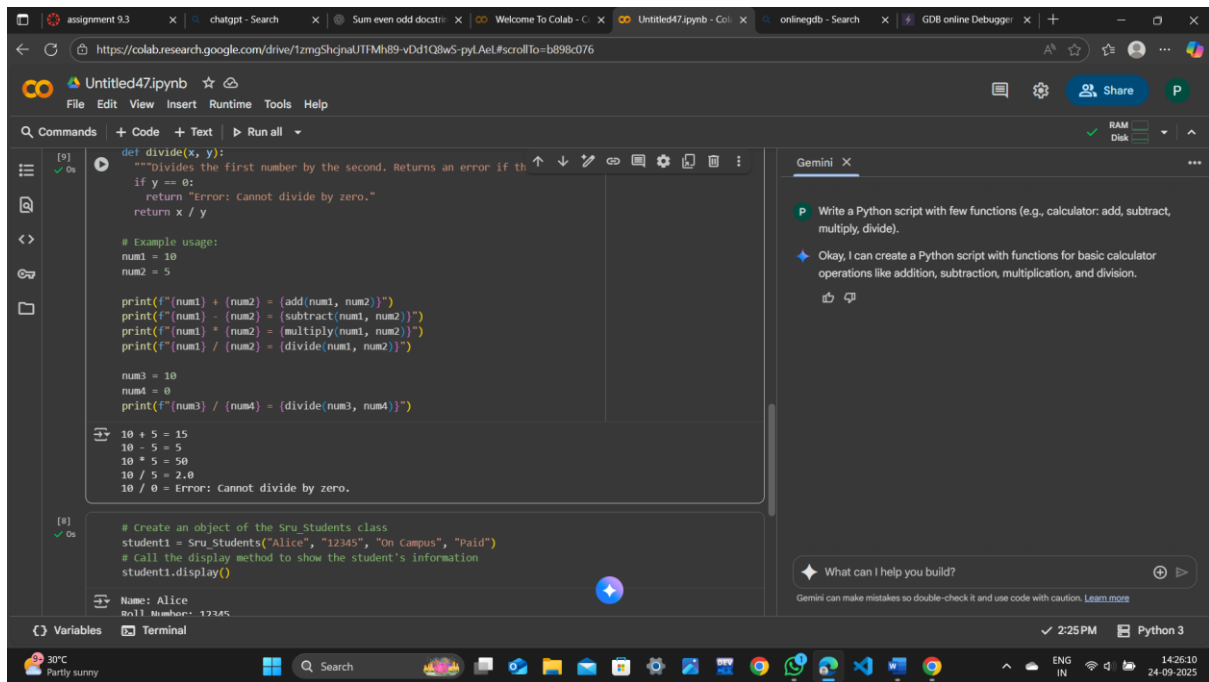 assignment 9.3
chatgpt - Search
Sum even odd docstrin
Welcome To Colab - C
Untitled47.ipynb - Col
onlinegdb - Search
GDB online Debugger
https://colab.research.google.com/drive/1zmgShcjnaUTFMh89-vDd1Q8wS-pyLAeL#scrollTo=b898c076
Untitled47.ipynb
File Edit View Insert Runtime Tools Help
Share
P
Commands + Code + Text Run all
RAM
Disk
[9]
0s
def divide(x, y):
"""Divides the first number by the second. Returns an error if th
if y == 0:
return "Error: Cannot divide by zero."
return x / y
# Example usage:
num1 = 10
num2 = 5
print(f"{num1} + {num2} = {add(num1, num2)}")
print(f"{num1} - {num2} = {subtract(num1, num2)}")
print(f"{num1} * {num2} = {multiply(num1, num2)}")
print(f"{num1} / {num2} = {divide(num1, num2)}")
num3 = 10
num4 = 0
print(f"{num3} / {num4} = {divide(num3, num4)}")
10 + 5 = 15
10 - 5 = 5
10 * 5 = 50
10 / 5 = 2.0
10 / 0 = Error: Cannot divide by zero.
[8]
0s
# Create an object of the Sru_Students class
student1 = Sru_Students("Alice", "12345", "On Campus", "Paid")
# Call the display method to show the student's information
student1.display()
Name: Alice
Roll Number: 12345
Gemini
P
Write a Python script with few functions (e.g., calculator: add, subtract,
multiply, divide).
Okay, I can create a Python script with functions for basic calculator
operations like addition, subtraction, multiplication, and division.
What can I help you build?
Gemini can make mistakes so double-check it and use code with caution. Learn more
{} Variables Terminal
2:25 PM Python 3
9+
30°C
Partly sunny
Search
DEV
1
ENG
IN
14:26:10
24-09-2025